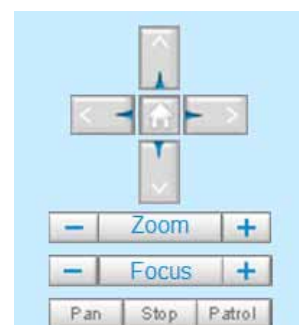 − Zoom +
− Focus +
Pan Stop Patrol